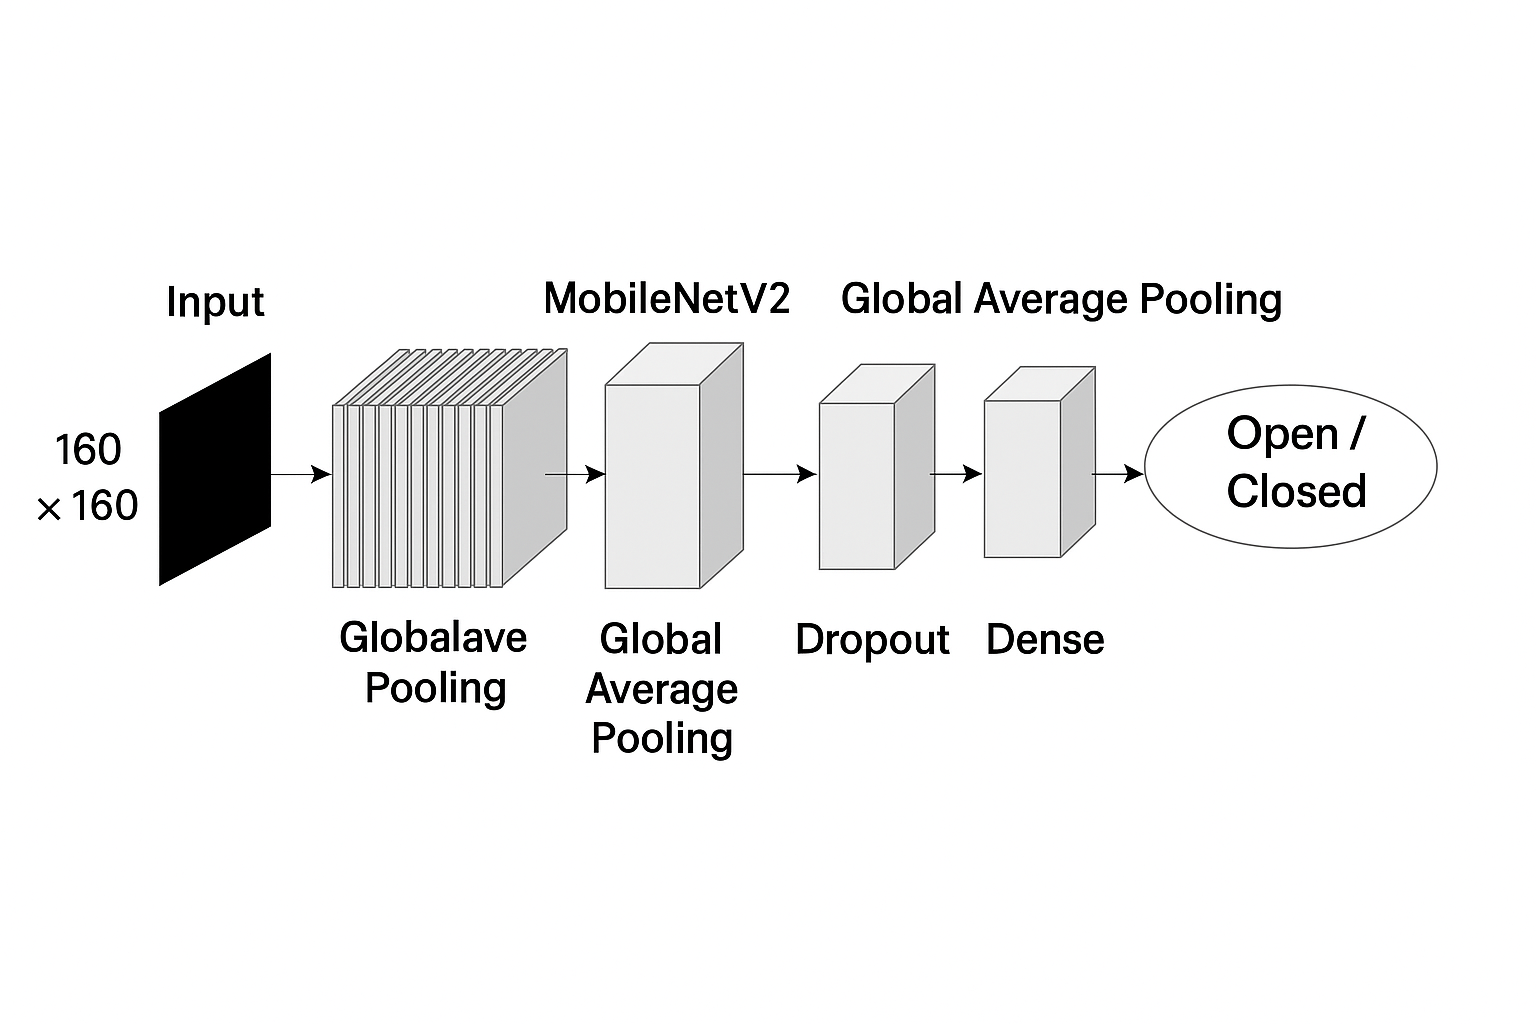 Input
MobileNetV2
Global Average Pooling
160
× 160
Open /
Closed
Globalave
Pooling
Global
Average
Pooling
Dropout
Dense